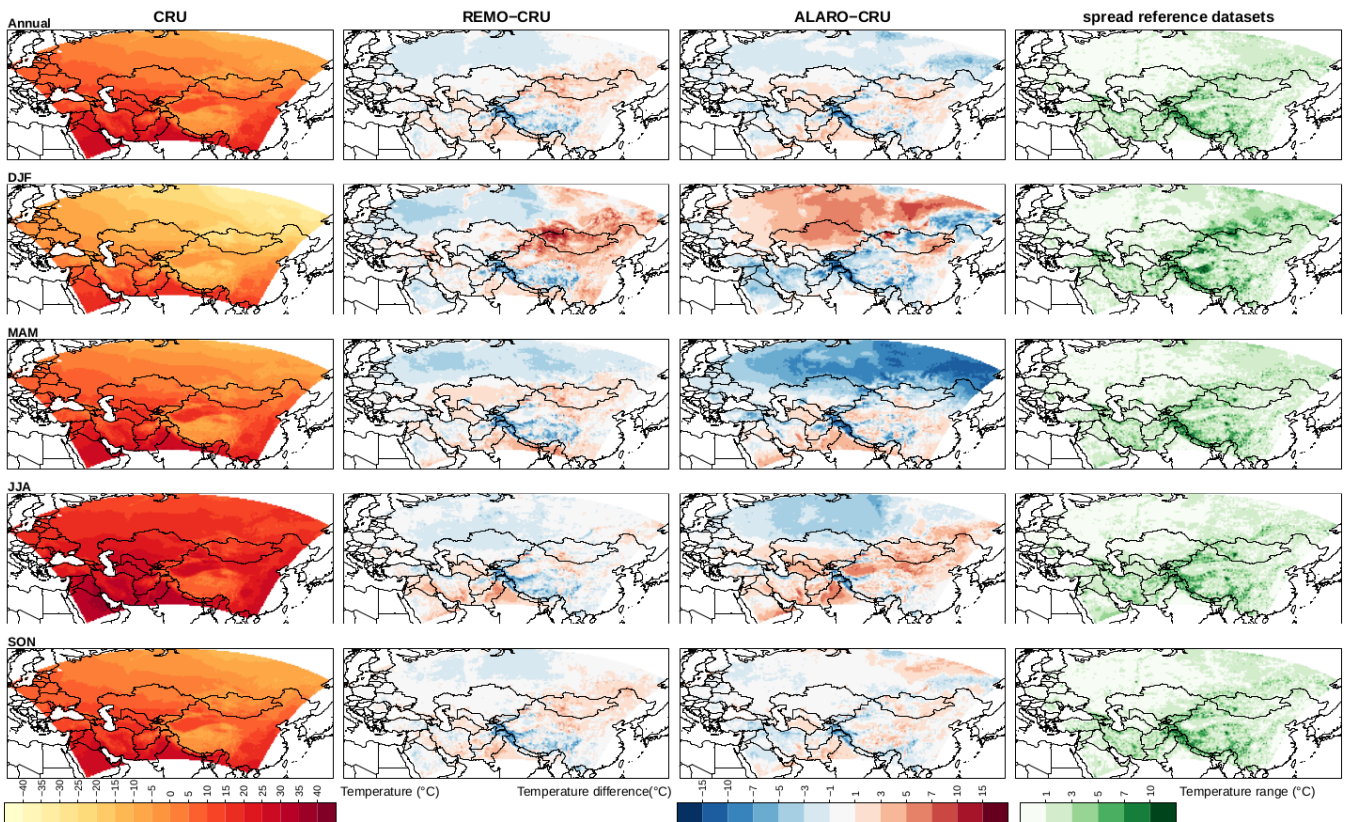 CRU REMO−CRU ALARO−CRU spread reference datasets
Annual
DJF
MAM
JJA
SON
−40 −35 −30 −25 −20 −15 −10 −5 0 5 10 15 20 25 30 35 40
Temperature (°C)
Temperature difference(°C)
−15 −10 −7 −5 −3 −1 1 3 5 7 10 15
1 3 5 7 10
Temperature range (°C)